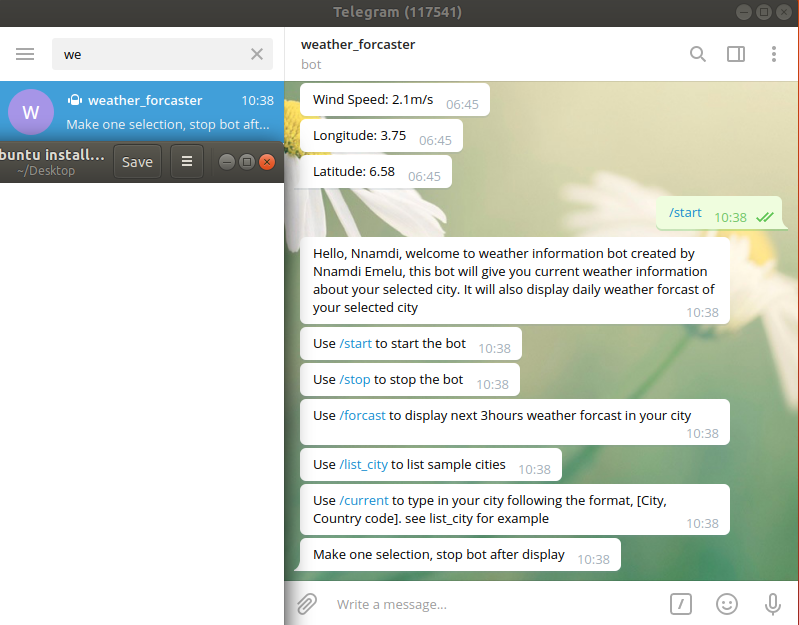 Telegram (117541)
we
weather_forcaster
10:38
W
Make one selection, stop bot aft...
buntu install...
~/Desktop
Save
weather_forcaster
bot
Wind Speed: 2.1m/s 06:45
Longitude: 3.75 06:45
Latitude: 6.58 06:45
/start 10:38
Hello, Nnamdi, welcome to weather information bot created by
Nnamdi Emelu, this bot will give you current weather information
about your selected city. It will also display daily weather forcast of
your selected city
10:38
Use /start to start the bot 10:38
Use /stop to stop the bot 10:38
Use /forcast to display next 3hours weather forcast in your city
10:38
Use /list_city to list sample cities 10:38
Use /current to type in your city following the format, [City,
Country code]. see list_city for example 10:38
Make one selection, stop bot after display 10:38
Write a message...